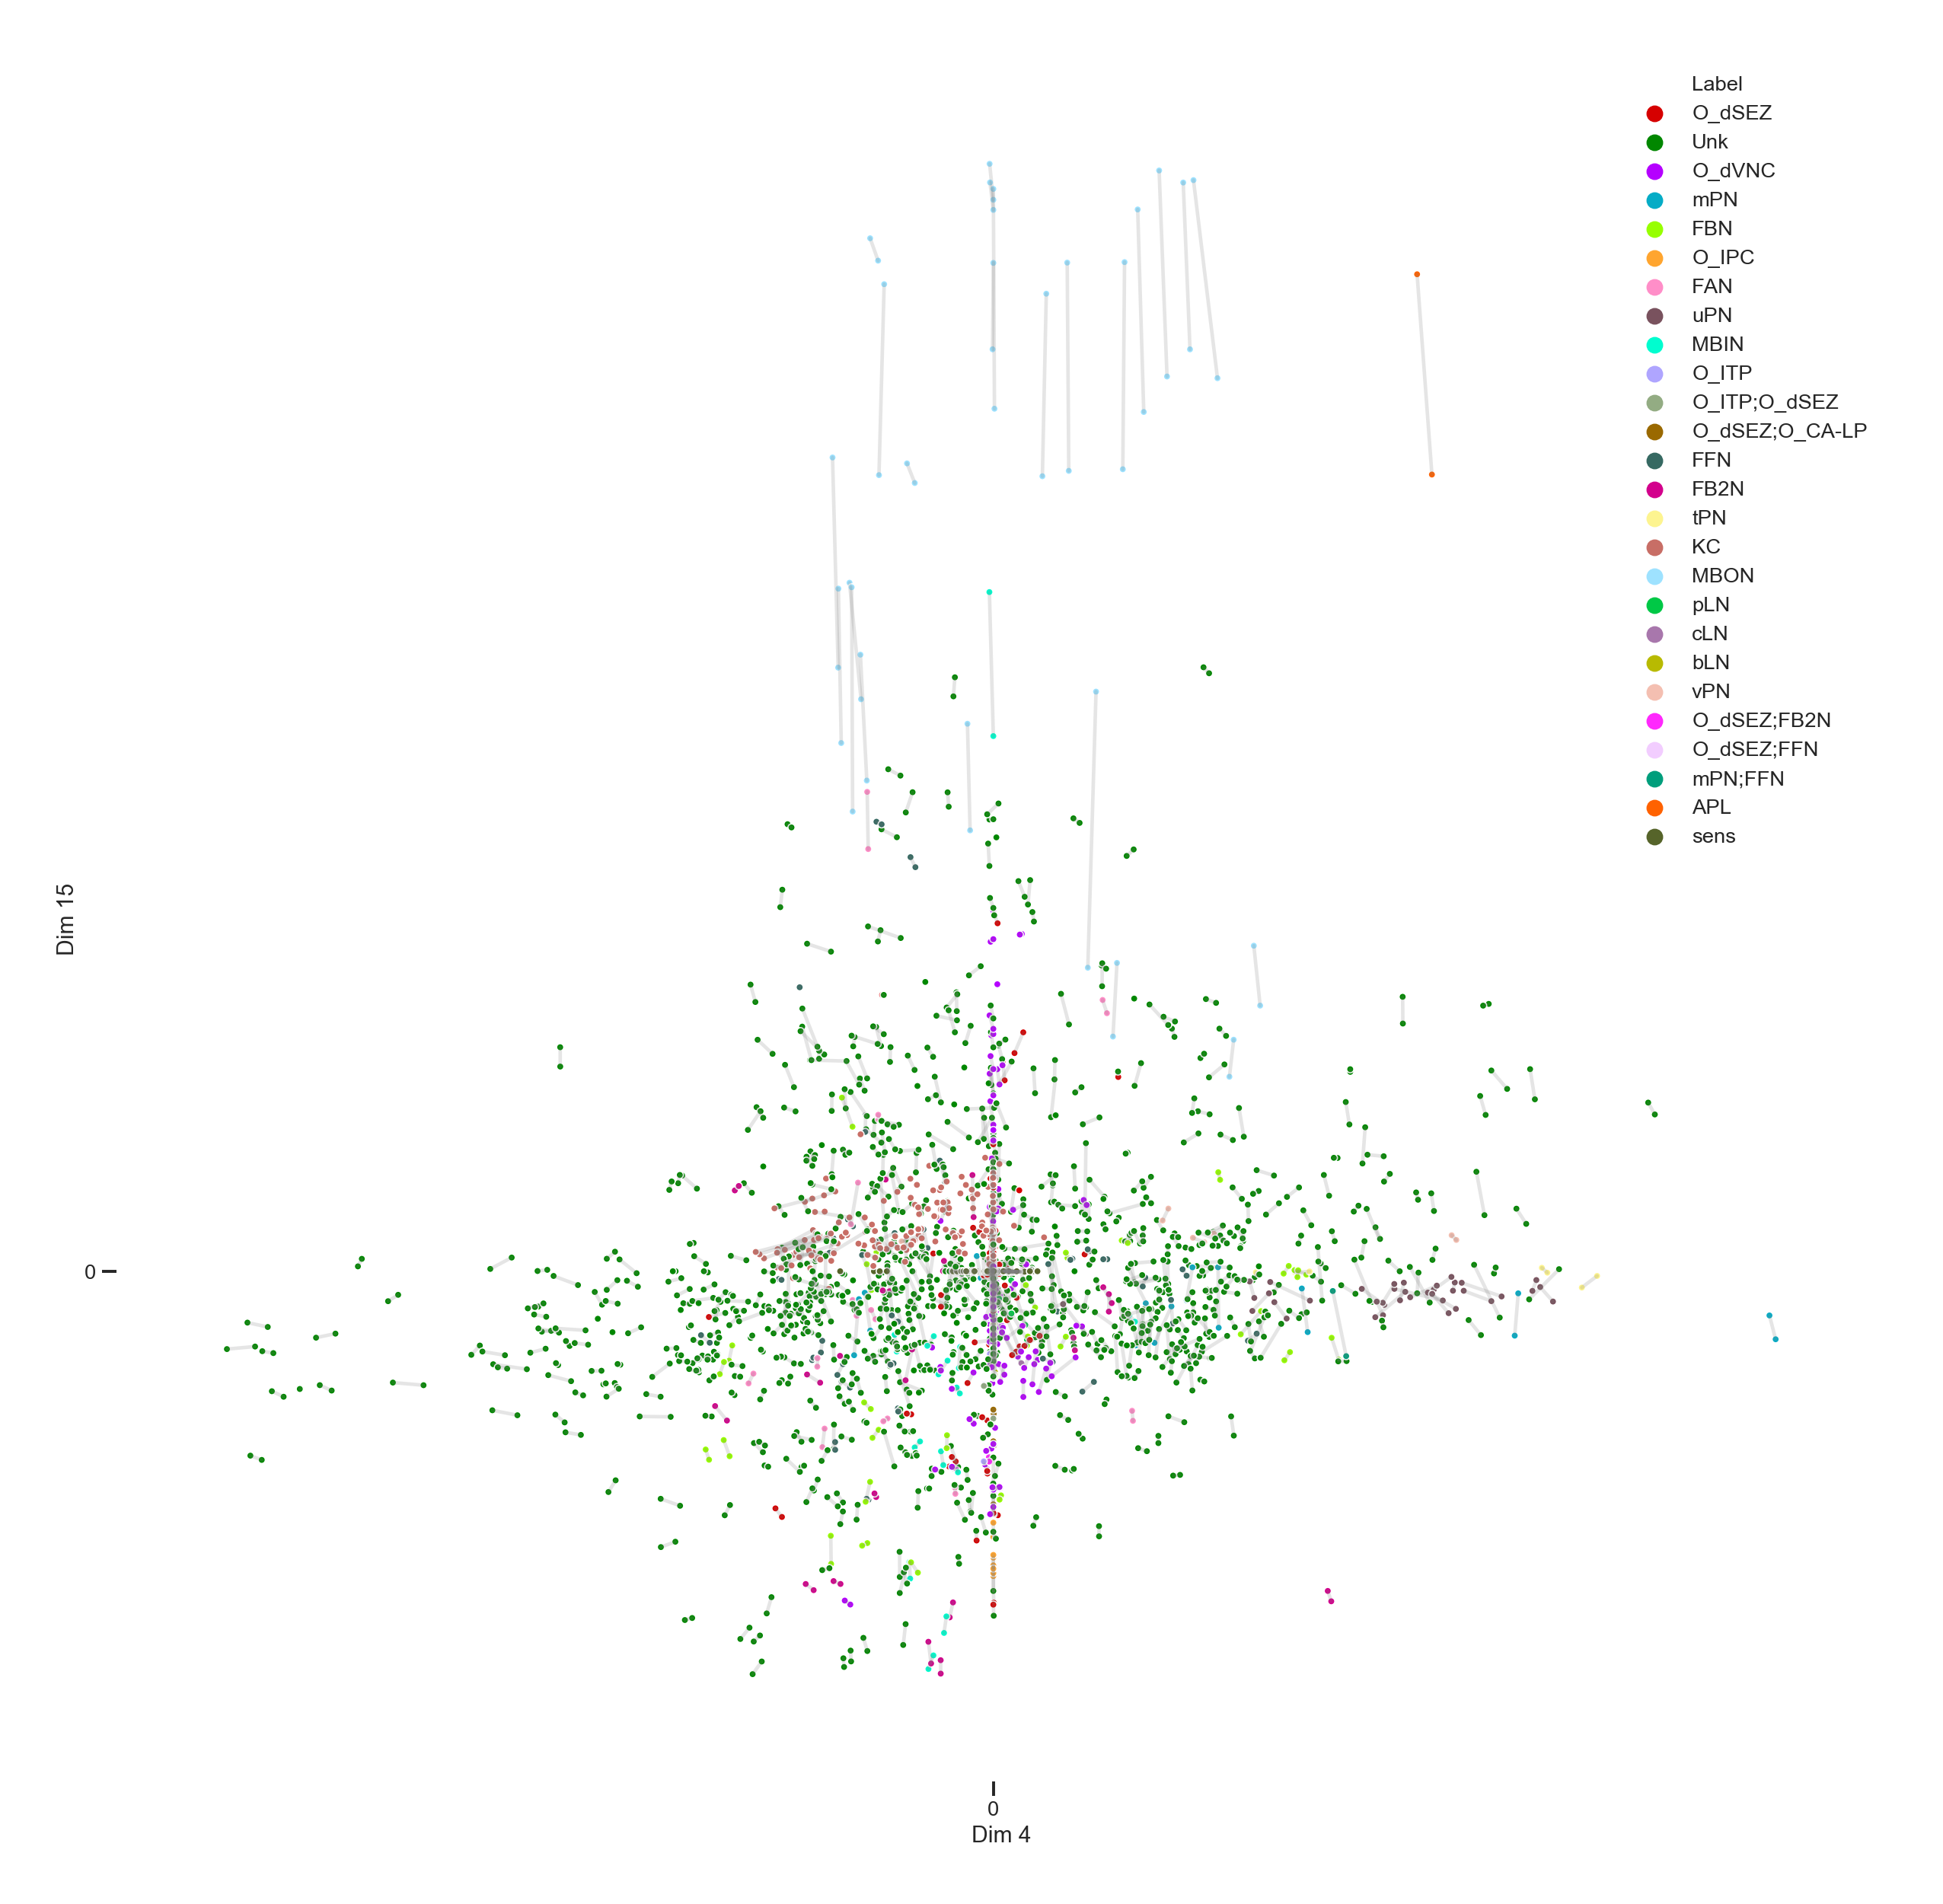 Label
O_dSEZ
Unk
O_dVNC
mPN
FBN
O_IPC
FAN
uPN
MBIN
O_ITP
O_ITP;O_dSEZ
O_dSEZ;O_CA-LP
FFN
FB2N
tPN
KC
MBON
pLN
cLN
bLN
vPN
O_dSEZ;FB2N
O_dSEZ;FFN
mPN;FFN
APL
sens
Dim 15
0
0
Dim 4